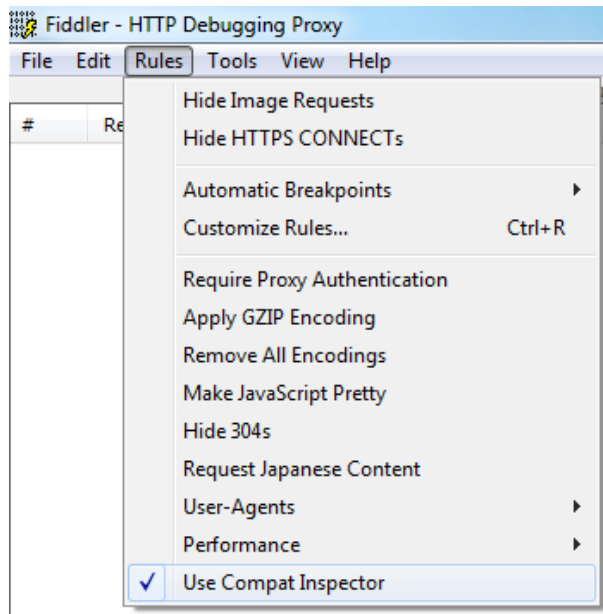 Fiddler - HTTP Debugging Proxy
File Edit Rules Tools View Help
# Re
Hide Image Requests
Hide HTTPS CONNECTs
Automatic Breakpoints
Customize Rules... Ctrl+R
Require Proxy Authentication
Apply GZIP Encoding
Remove All Encodings
Make JavaScript Pretty
Hide 304s
Request Japanese Content
User-Agents
Performance
Use Compat Inspector